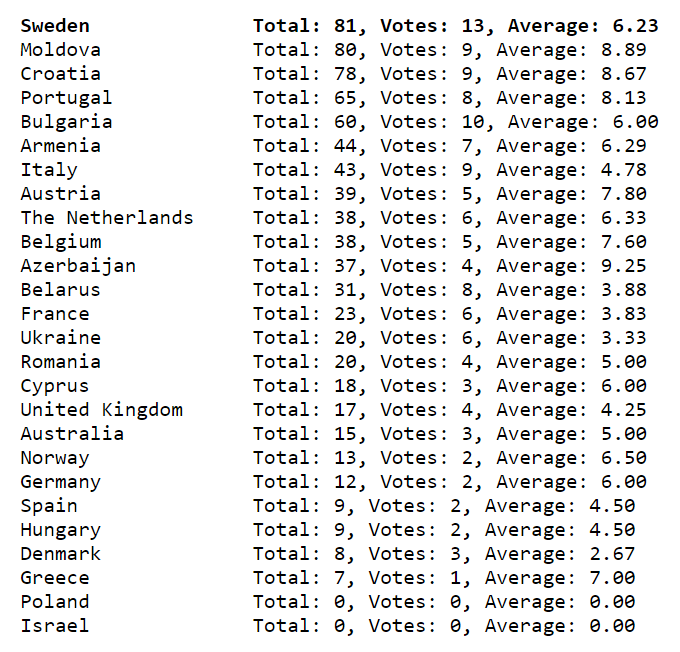 Sweden Total: 81, Votes: 13, Average: 6.23
Moldova Total: 80, Votes: 9, Average: 8.89
Croatia Total: 78, Votes: 9, Average: 8.67
Portugal Total: 65, Votes: 8, Average: 8.13
Bulgaria Total: 60, Votes: 10, Average: 6.00
Armenia Total: 44, Votes: 7, Average: 6.29
Italy Total: 43, Votes: 9, Average: 4.78
Austria Total: 39, Votes: 5, Average: 7.80
The Netherlands Total: 38, Votes: 6, Average: 6.33
Belgium Total: 38, Votes: 5, Average: 7.60
Azerbaijan Total: 37, Votes: 4, Average: 9.25
Belarus Total: 31, Votes: 8, Average: 3.88
France Total: 23, Votes: 6, Average: 3.83
Ukraine Total: 20, Votes: 6, Average: 3.33
Romania Total: 20, Votes: 4, Average: 5.00
Cyprus Total: 18, Votes: 3, Average: 6.00
United Kingdom Total: 17, Votes: 4, Average: 4.25
Australia Total: 15, Votes: 3, Average: 5.00
Norway Total: 13, Votes: 2, Average: 6.50
Germany Total: 12, Votes: 2, Average: 6.00
Spain Total: 9, Votes: 2, Average: 4.50
Hungary Total: 9, Votes: 2, Average: 4.50
Denmark Total: 8, Votes: 3, Average: 2.67
Greece Total: 7, Votes: 1, Average: 7.00
Poland Total: 0, Votes: 0, Average: 0.00
Israel Total: 0, Votes: 0, Average: 0.00